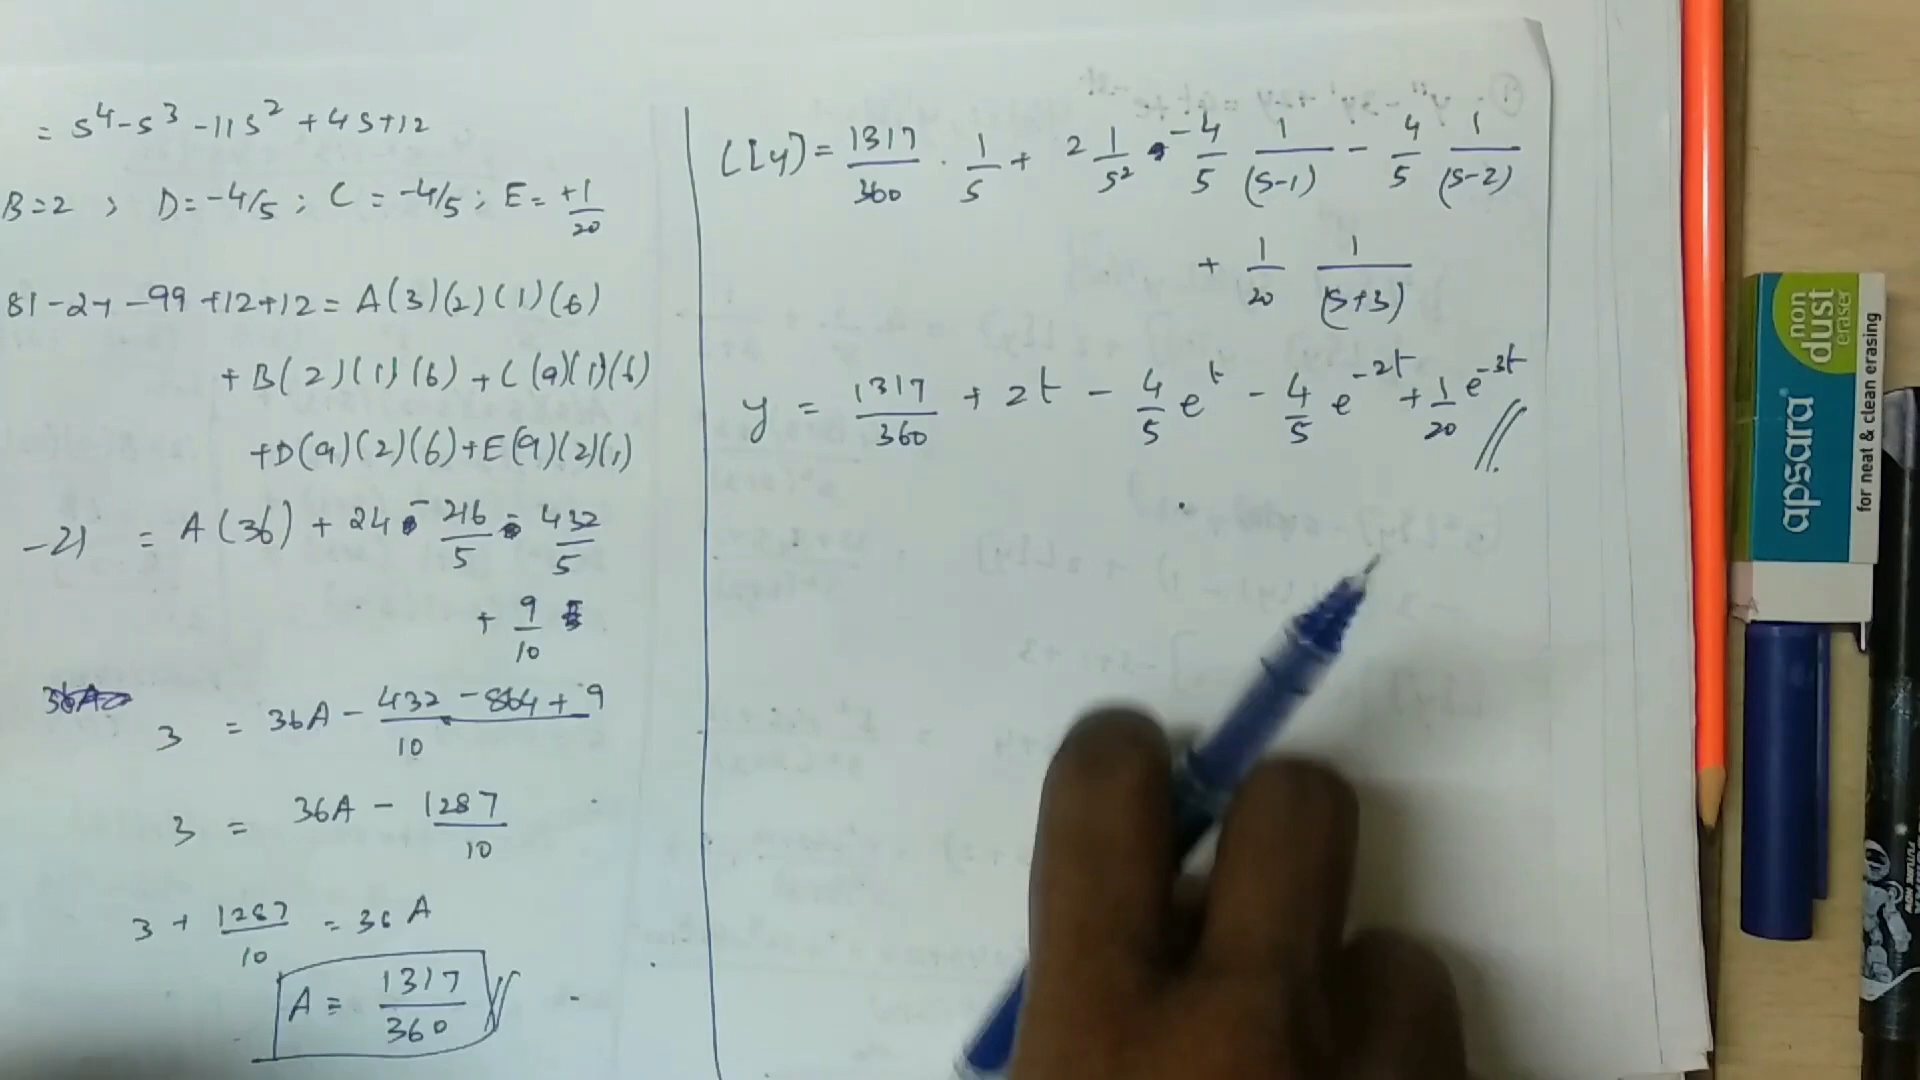 = s⁴-s³-11s²+4s+12
B=2 ; D=-4/5 ; C = -4/5 ; E = +1/20
81-27-99+12+12 = A(3)(2)(1)(6)
+ B(2)(1)(6) + C(9)(1)(6)
+D(9)(2)(6)+E(9)(2)(1)
-21 = A(36) + 24 - 216/5 - 432/5
+ 9/10
3 = 36A - 432 - 864 + 9 / 10
3 = 36A - 1287/10
3 + 1287/10 = 36A
A = 1317/360
L[y] = 1317/360 . 1/s + 2 1/s² - 4/5 1/(s-1) - 4/5 1/(s-2)
+ 1/20 1/(s+3)
y = 1317/360 + 2t - 4/5 e^t - 4/5 e^-2t + 1/20 e^-3t //
non
dust
eraser
apsara
for neat & clean erasing